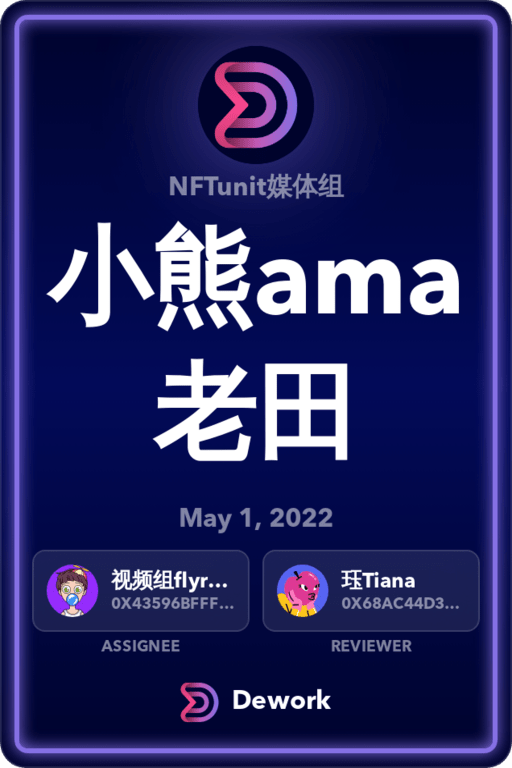 NFTunit媒体组
小熊ama
老田
May 1, 2022
视频组flyr...
0X43596BFFF...
ASSIGNEE
珏Tiana
0X68AC44D3...
REVIEWER
Dework